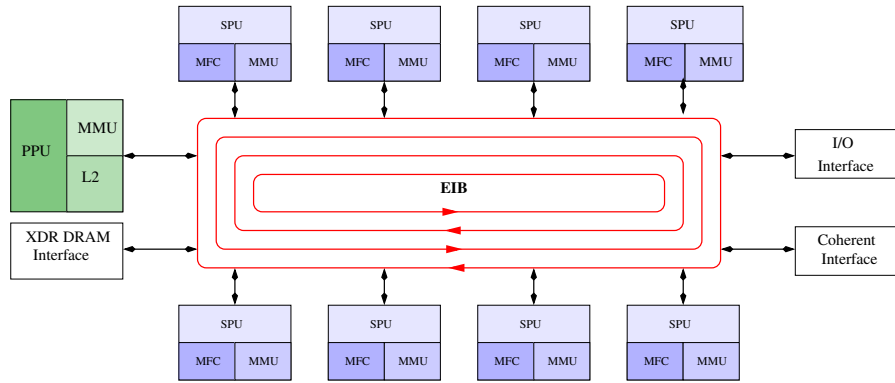 SPU
MFC MMU
SPU
MFC MMU
SPU
MFC MMU
SPU
MFC MMU
PPU
MMU
L2
EIB
I/O
Interface
XDR DRAM
Interface
Coherent
Interface
SPU
MFC MMU
SPU
MFC MMU
SPU
MFC MMU
SPU
MFC MMU